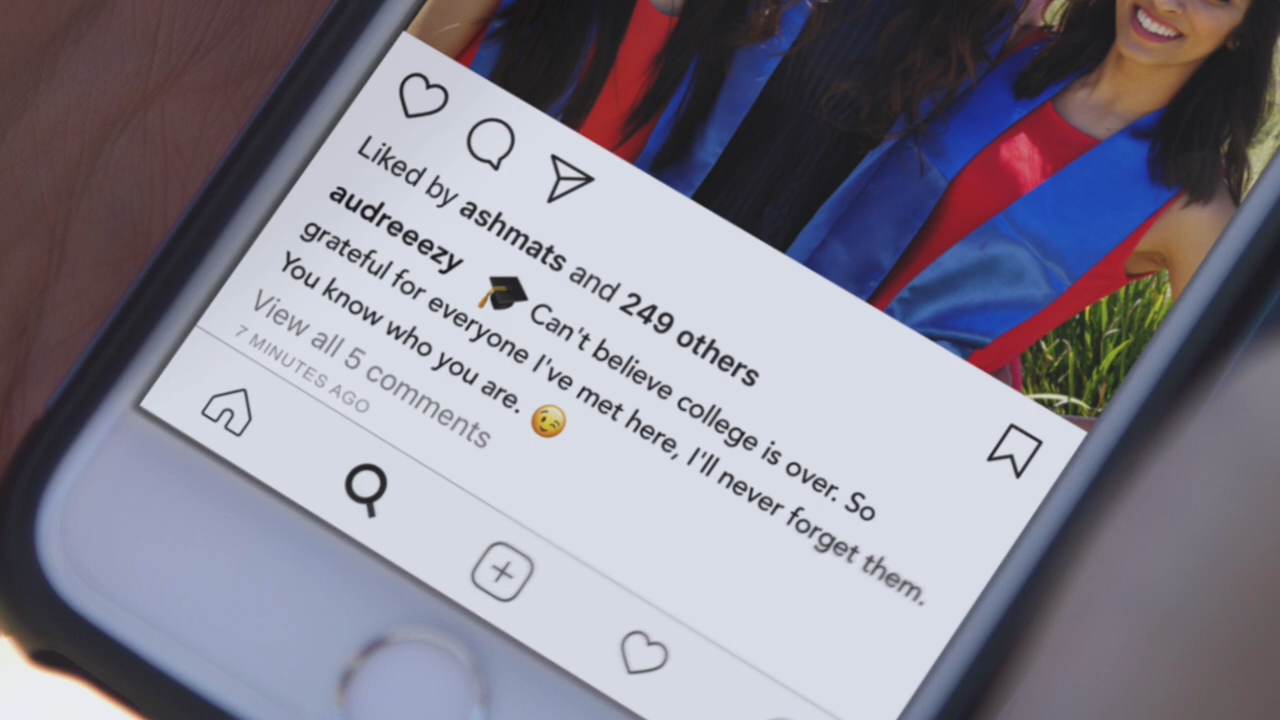 Liked by ashmats and 249 others
audreeezy 🎓 Can't believe college is over. So
grateful for everyone I've met here, I'll never forget them.
You know who you are. 😉
View all 5 comments
7 MINUTES AGO